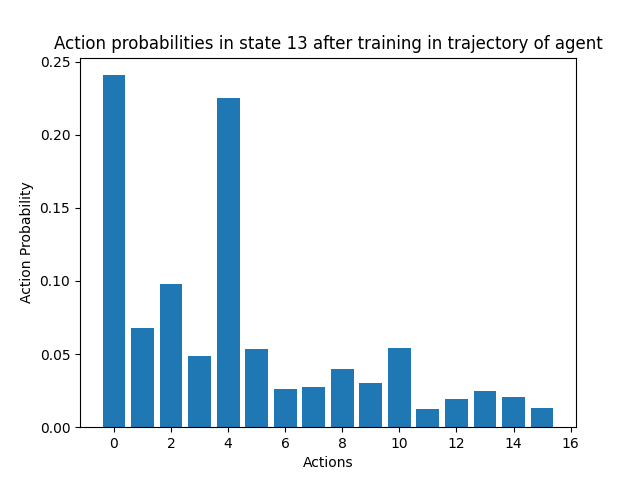 Action probabilities in state 13 after training in trajectory of agent
0.25
0.20
0.15
0.10
0.05
0.00
Action Probability
0 2 4 6 8 10 12 14 16
Actions